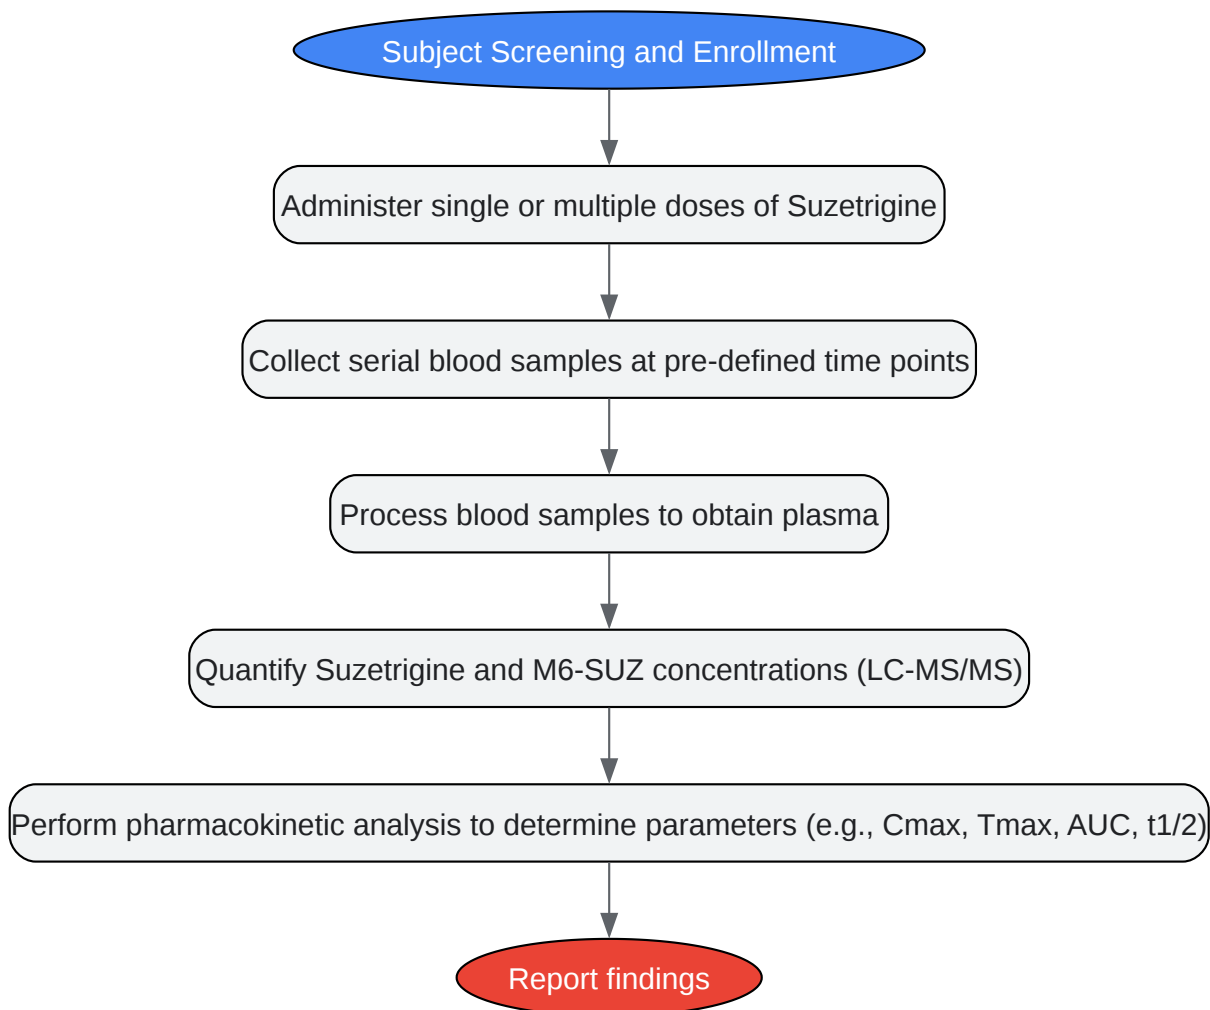 Subject Screening and Enrollment
Administer single or multiple doses of Suzetrigine
Collect serial blood samples at pre-defined time points
Process blood samples to obtain plasma
Quantify Suzetrigine and M6-SUZ concentrations (LC-MS/MS)
Perform pharmacokinetic analysis to determine parameters (e.g., Cmax, Tmax, AUC, t1/2)
Report findings